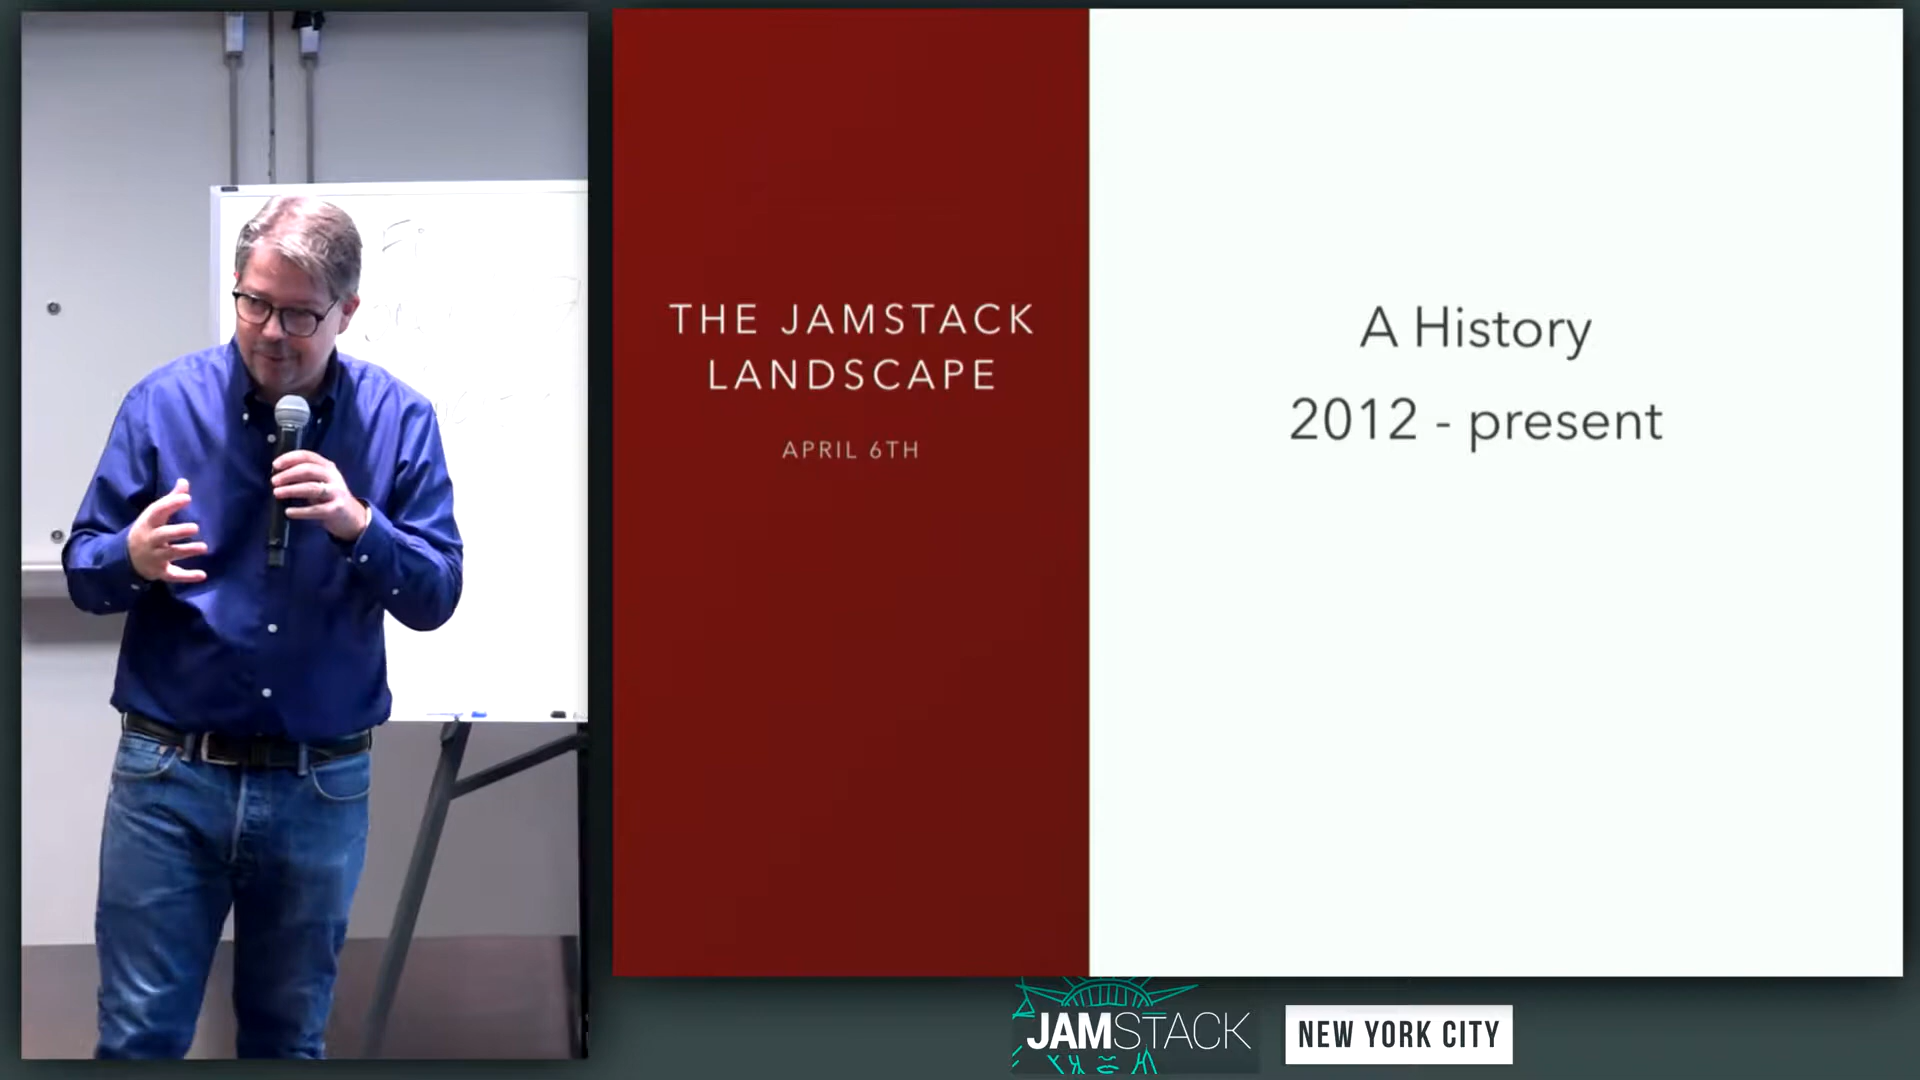 THE JAMSTACK
LANDSCAPE
APRIL 6TH
A History
2012 - present
JAMSTACK
NEW YORK CITY